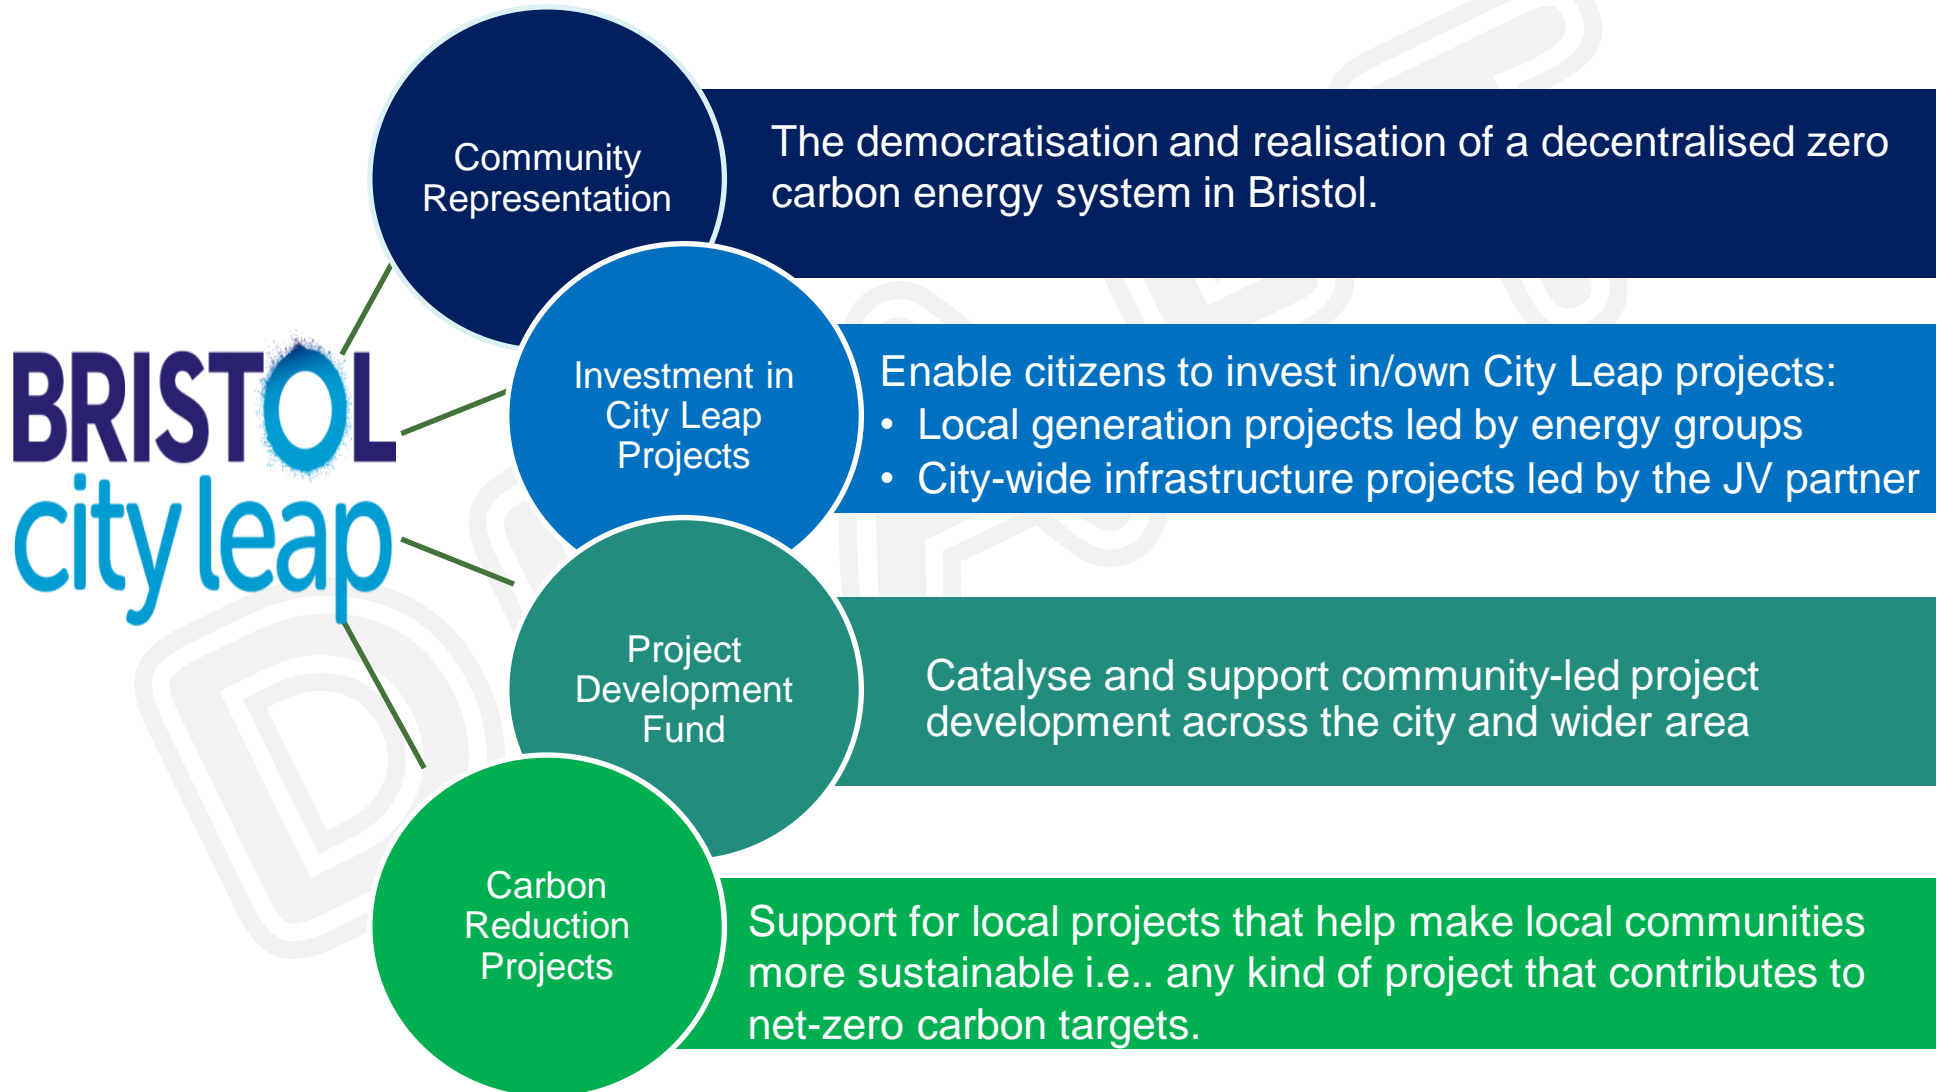 BRISTOL
city leap
Community
Representation
The democratisation and realisation of a decentralised zero
carbon energy system in Bristol.
Investment in
City Leap
Projects
Enable citizens to invest in/own City Leap projects:
• Local generation projects led by energy groups
• City-wide infrastructure projects led by the JV partner
Project
Development
Fund
Catalyse and support community-led project
development across the city and wider area
Carbon
Reduction
Projects
Support for local projects that help make local communities
more sustainable i.e.. any kind of project that contributes to
net-zero carbon targets.
DRAFT